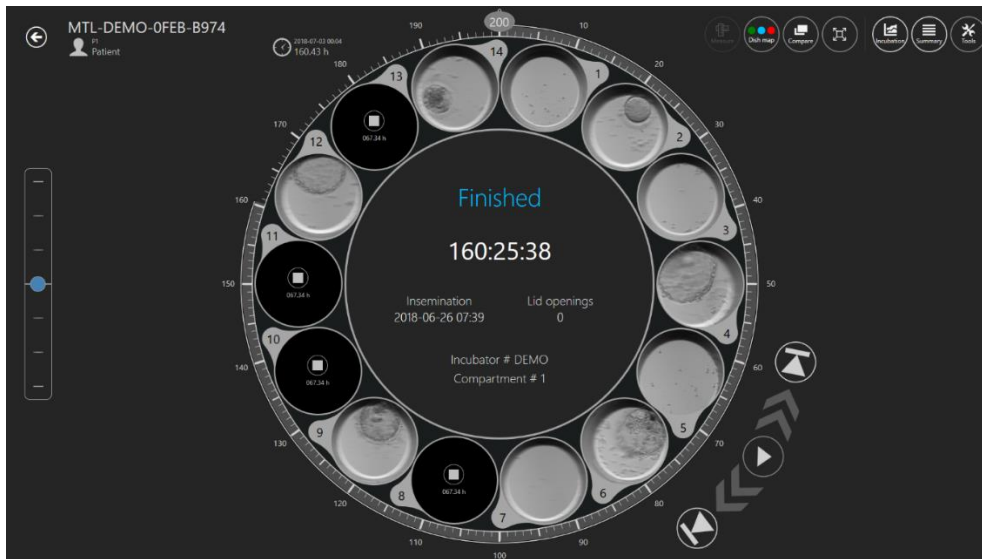 MTL-DEMO-0FEB-B974
P1
Patient
2018-07-03 00:04
160.43 h
Dish map
Compare
Incubation
Summary
Tools
200
10
20
30
40
50
60
70
80
90
100
110
120
130
140
150
160
170
180
190
1
2
3
4
5
6
7
8
067.34 h
9
10
067.34 h
11
067.34 h
12
13
067.34 h
14
Finished
160:25:38
Insemination
2018-06-26 07:39
Lid openings
0
Incubator # DEMO
Compartment # 1